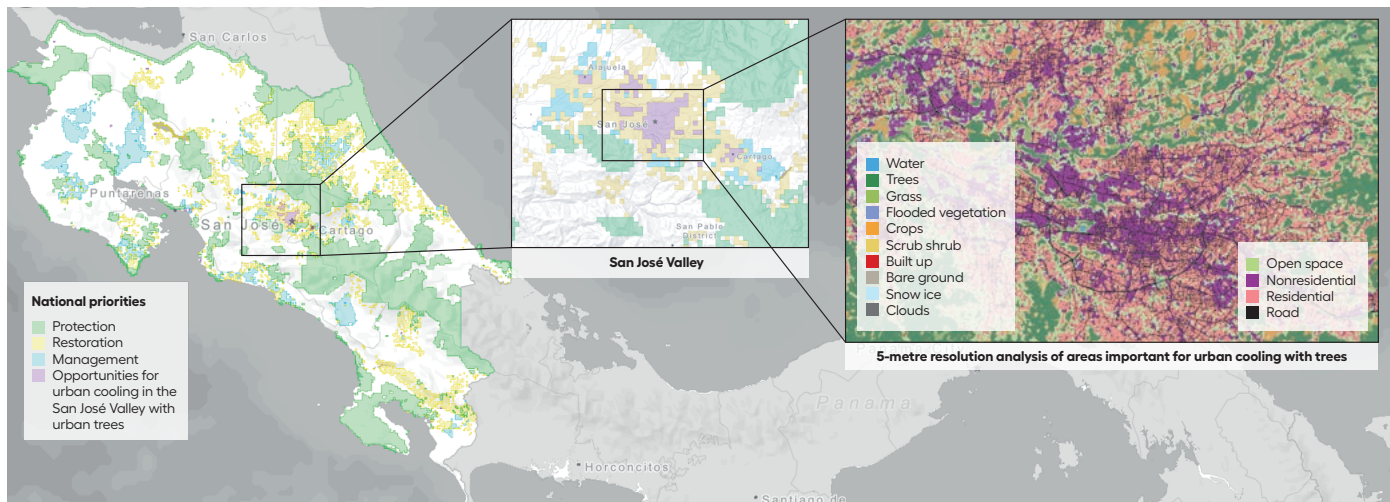 San Carlos
Puntarenas
San José
Cartago
National priorities
Protection
Restoration
Management
Opportunities for
urban cooling in the
San José Valley with
urban trees
Alajuela
San José
Cartago
San Pablo
District
San José Valley
Water
Trees
Grass
Flooded vegetation
Crops
Scrub shrub
Built up
Bare ground
Snow ice
Clouds
Open space
Nonresidential
Residential
Road
5-metre resolution analysis of areas important for urban cooling with trees
Panama
Horconcitos
Santiago de